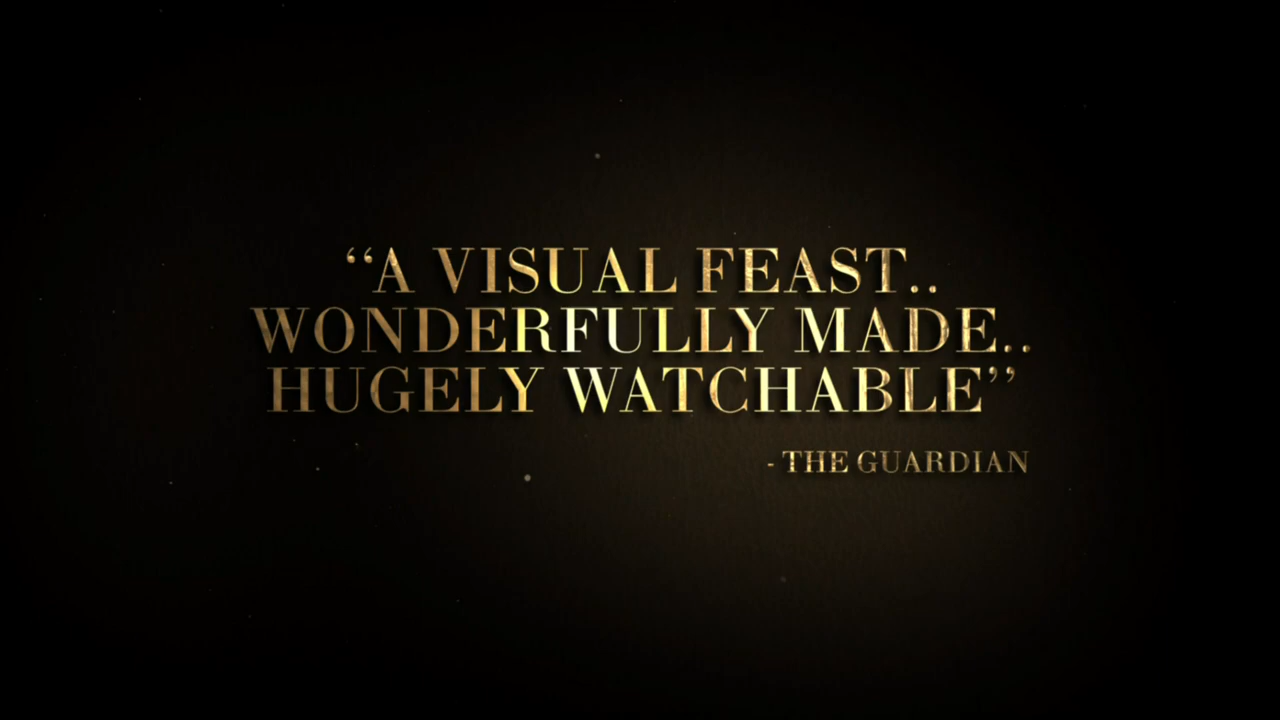 “A VISUAL FEAST..
WONDERFULLY MADE..
HUGELY WATCHABLE”
- THE GUARDIAN